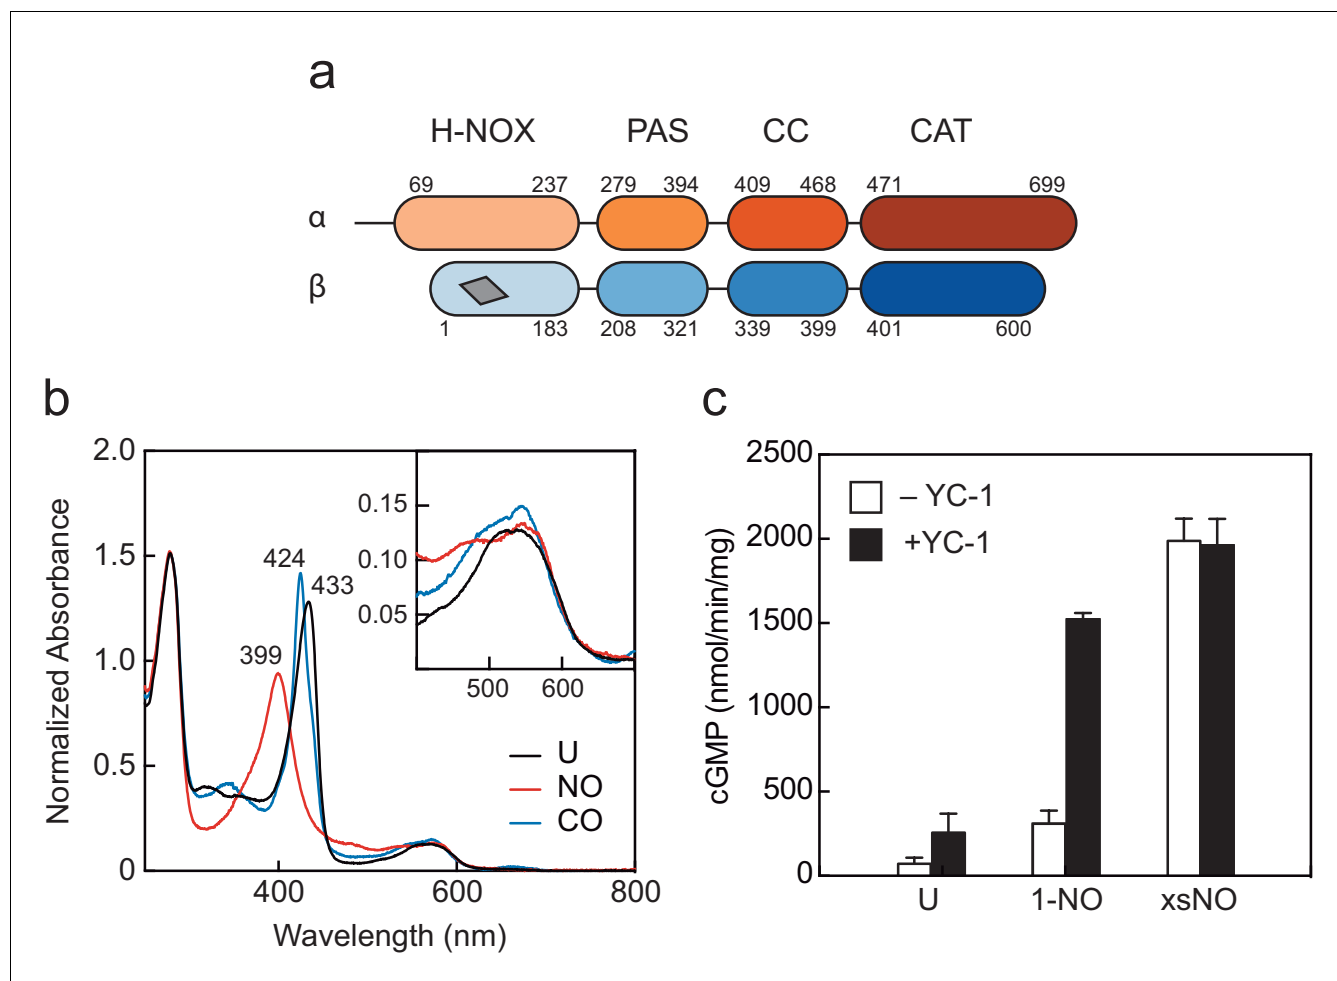 a
H-NOX PAS CC CAT
69 237 279 394 409 468 471 699
α
β
1 183 208 321 339 399 401 600
b
Normalized Absorbance
2.0
1.5
1.0
0.5
0
400 600 800
Wavelength (nm)
424
433
399
0.15
0.10
0.05
500 600
U
NO
CO
c
cGMP (nmol/min/mg)
2500
2000
1500
1000
500
0
– YC-1
+YC-1
U 1-NO xsNO